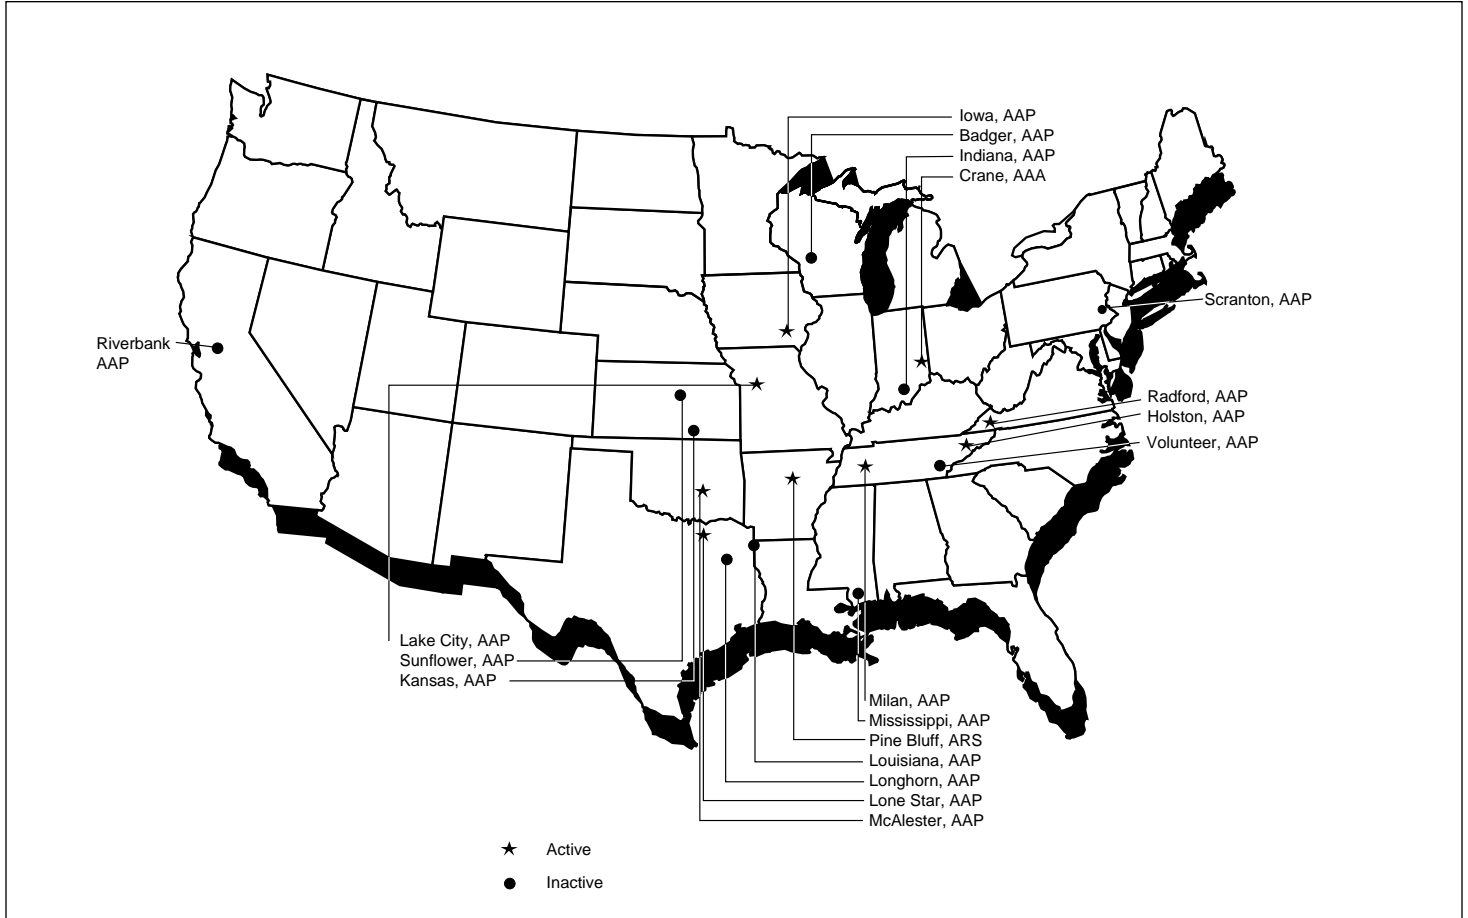 Iowa, AAP
Badger, AAP
Indiana, AAP
Crane, AAA
Scranton, AAP
Riverbank
AAP
Radford, AAP
Holston, AAP
Volunteer, AAP
Lake City, AAP
Sunflower, AAP
Kansas, AAP
Milan, AAP
Mississippi, AAP
Pine Bluff, ARS
Louisiana, AAP
Longhorn, AAP
Lone Star, AAP
McAlester, AAP
Active
Inactive